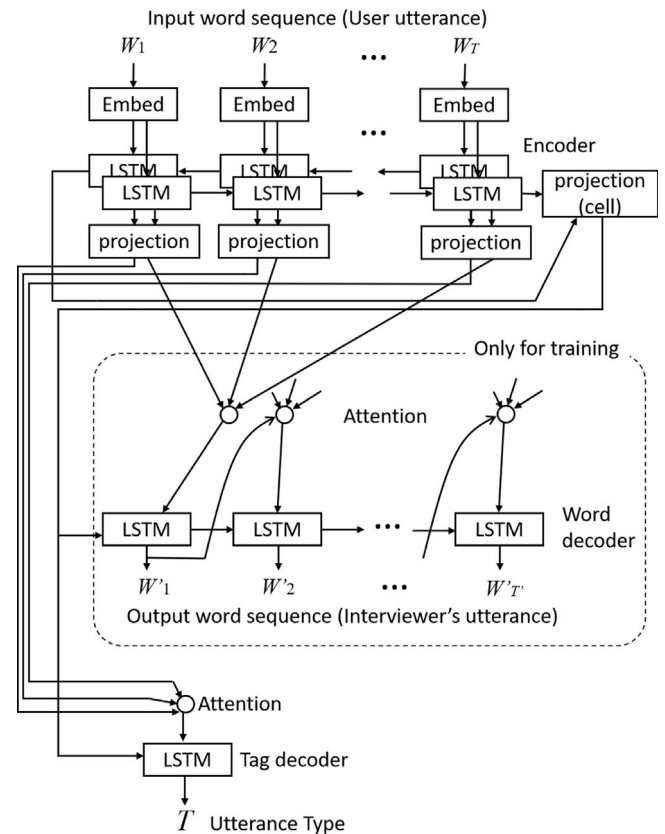 Input word sequence (User utterance)
W1 W2 ... WT
Embed Embed Embed
...
Encoder
LSTM LSTM LSTM
LSTM LSTM LSTM
projection
(cell)
projection projection projection
Only for training
Attention
LSTM LSTM ... LSTM
Word
decoder
W'1 W'2 ... W'T'
Output word sequence (Interviewer's utterance)
Attention
LSTM Tag decoder
T Utterance Type